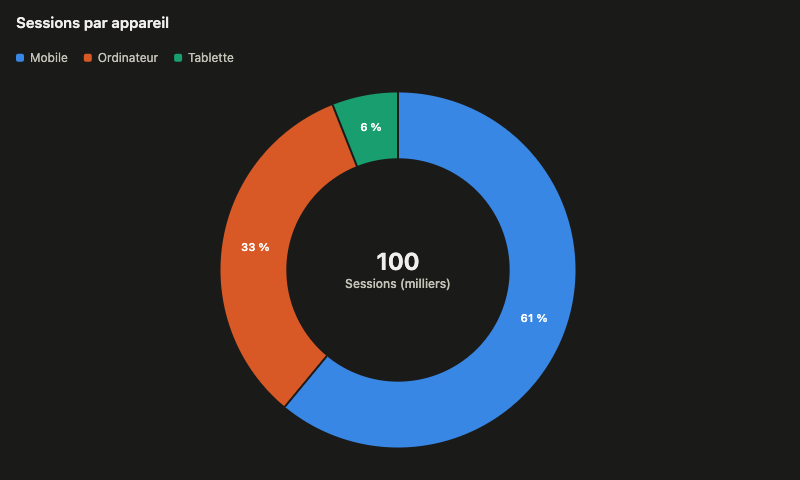 Sessions par appareil
Mobile Ordinateur Tablette
6 %
33 %
100
Sessions (milliers)
61 %